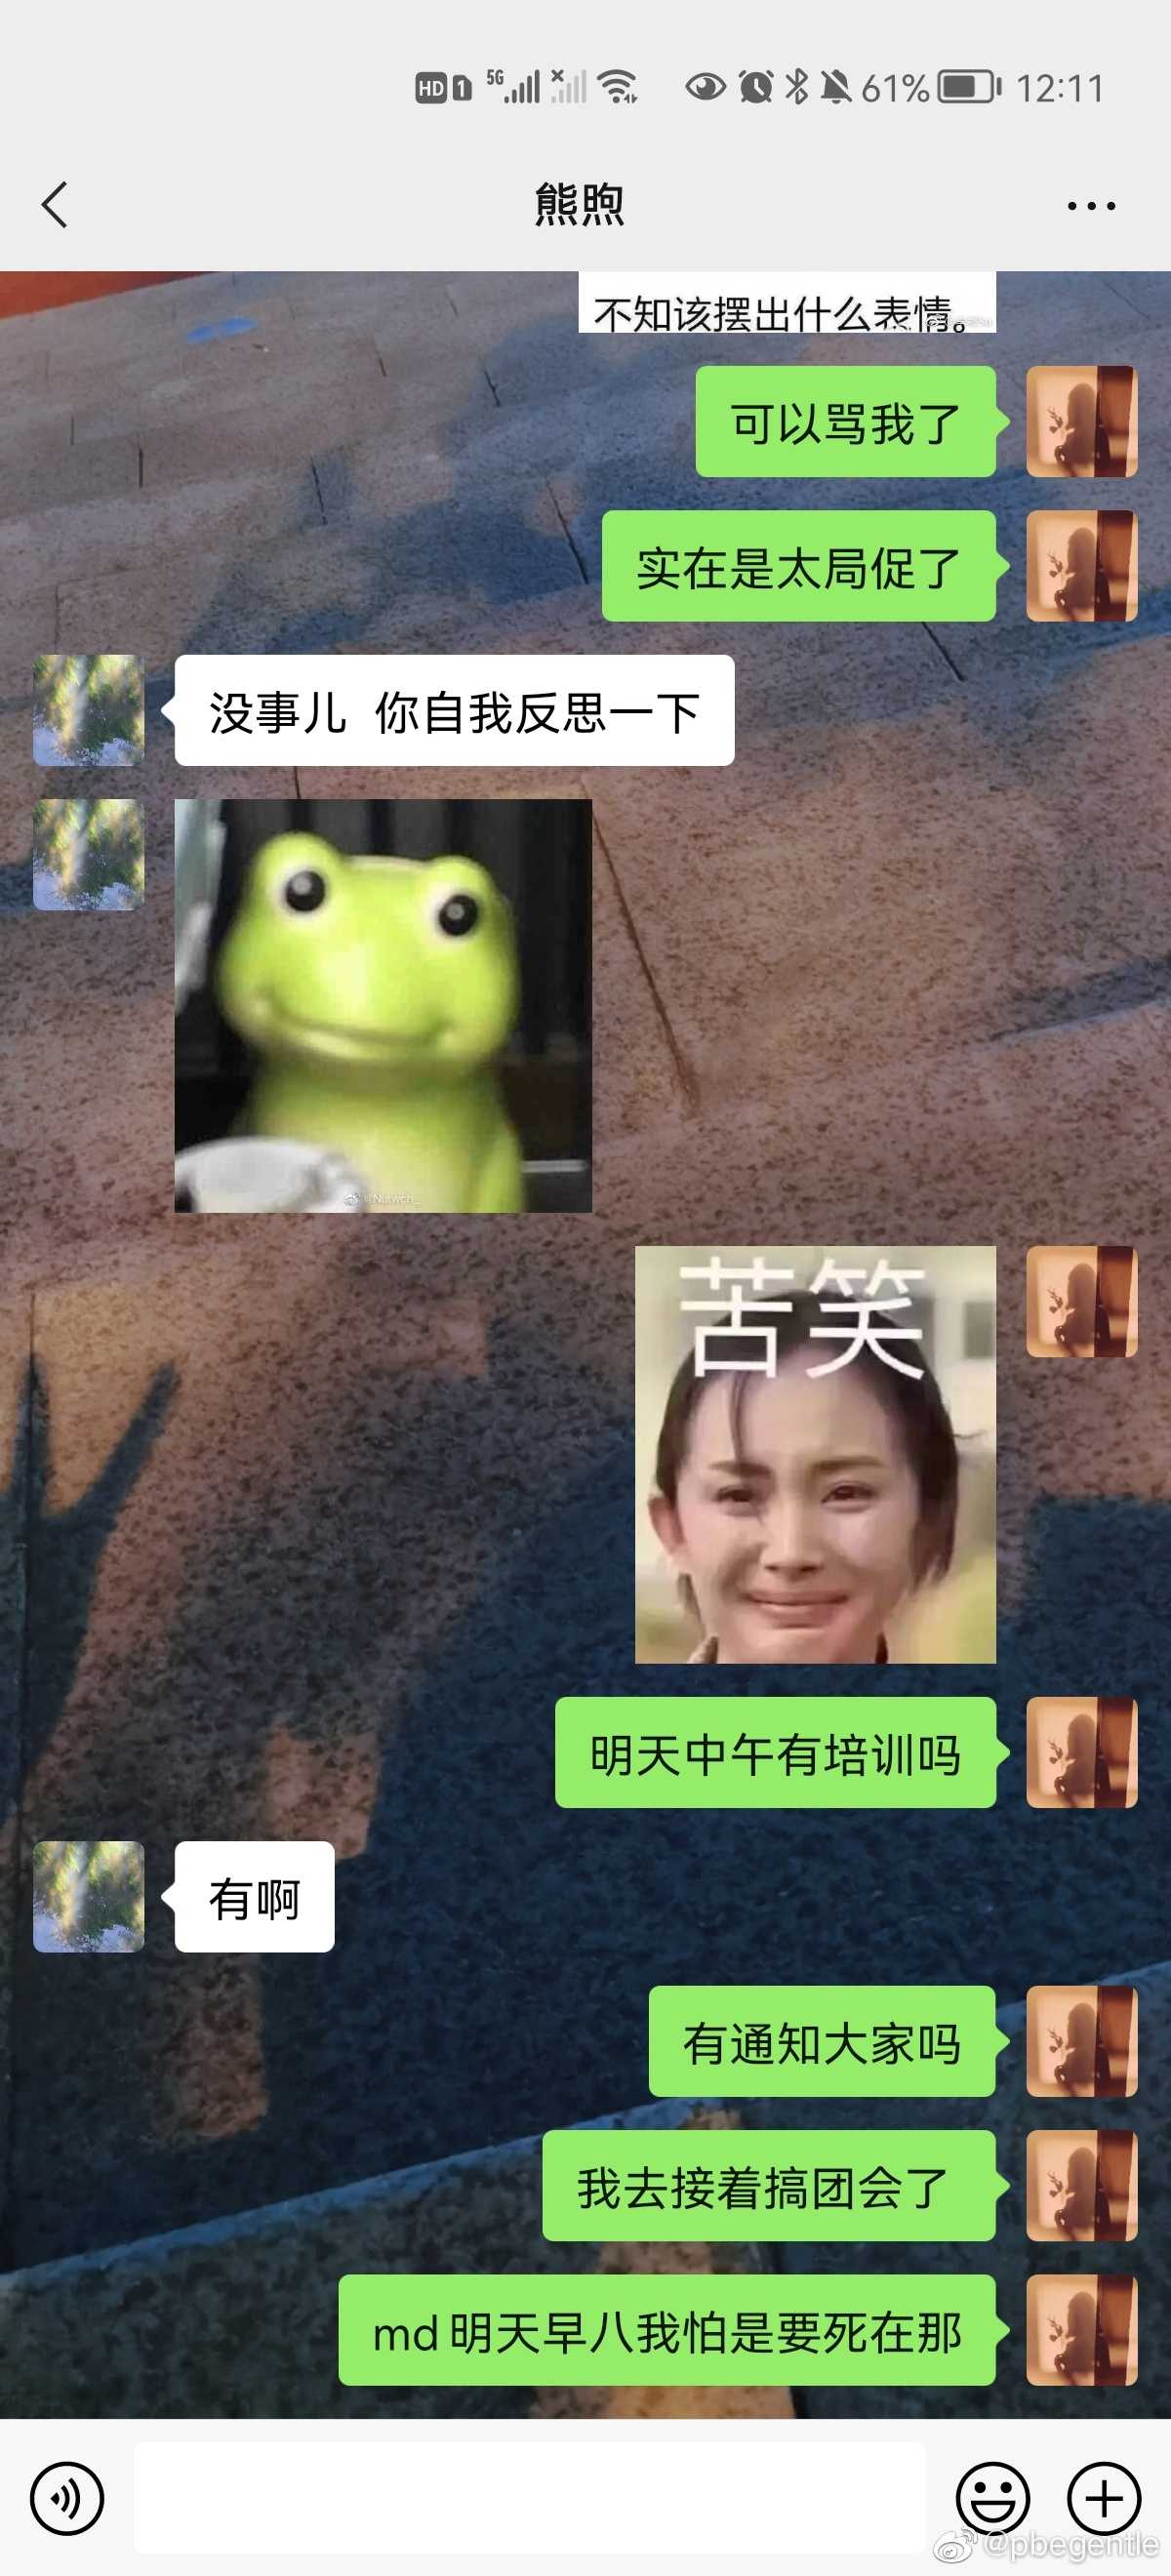 HD 1 5G 61% 12:11
熊煦
不知该摆出什么表情。
可以骂我了
实在是太局促了
没事儿 你自我反思一下
@Nutwch_
苦笑
明天中午有培训吗
有啊
有通知大家吗
我去接着搞团会了
md明天早八我怕是要死在那
@pbegentle